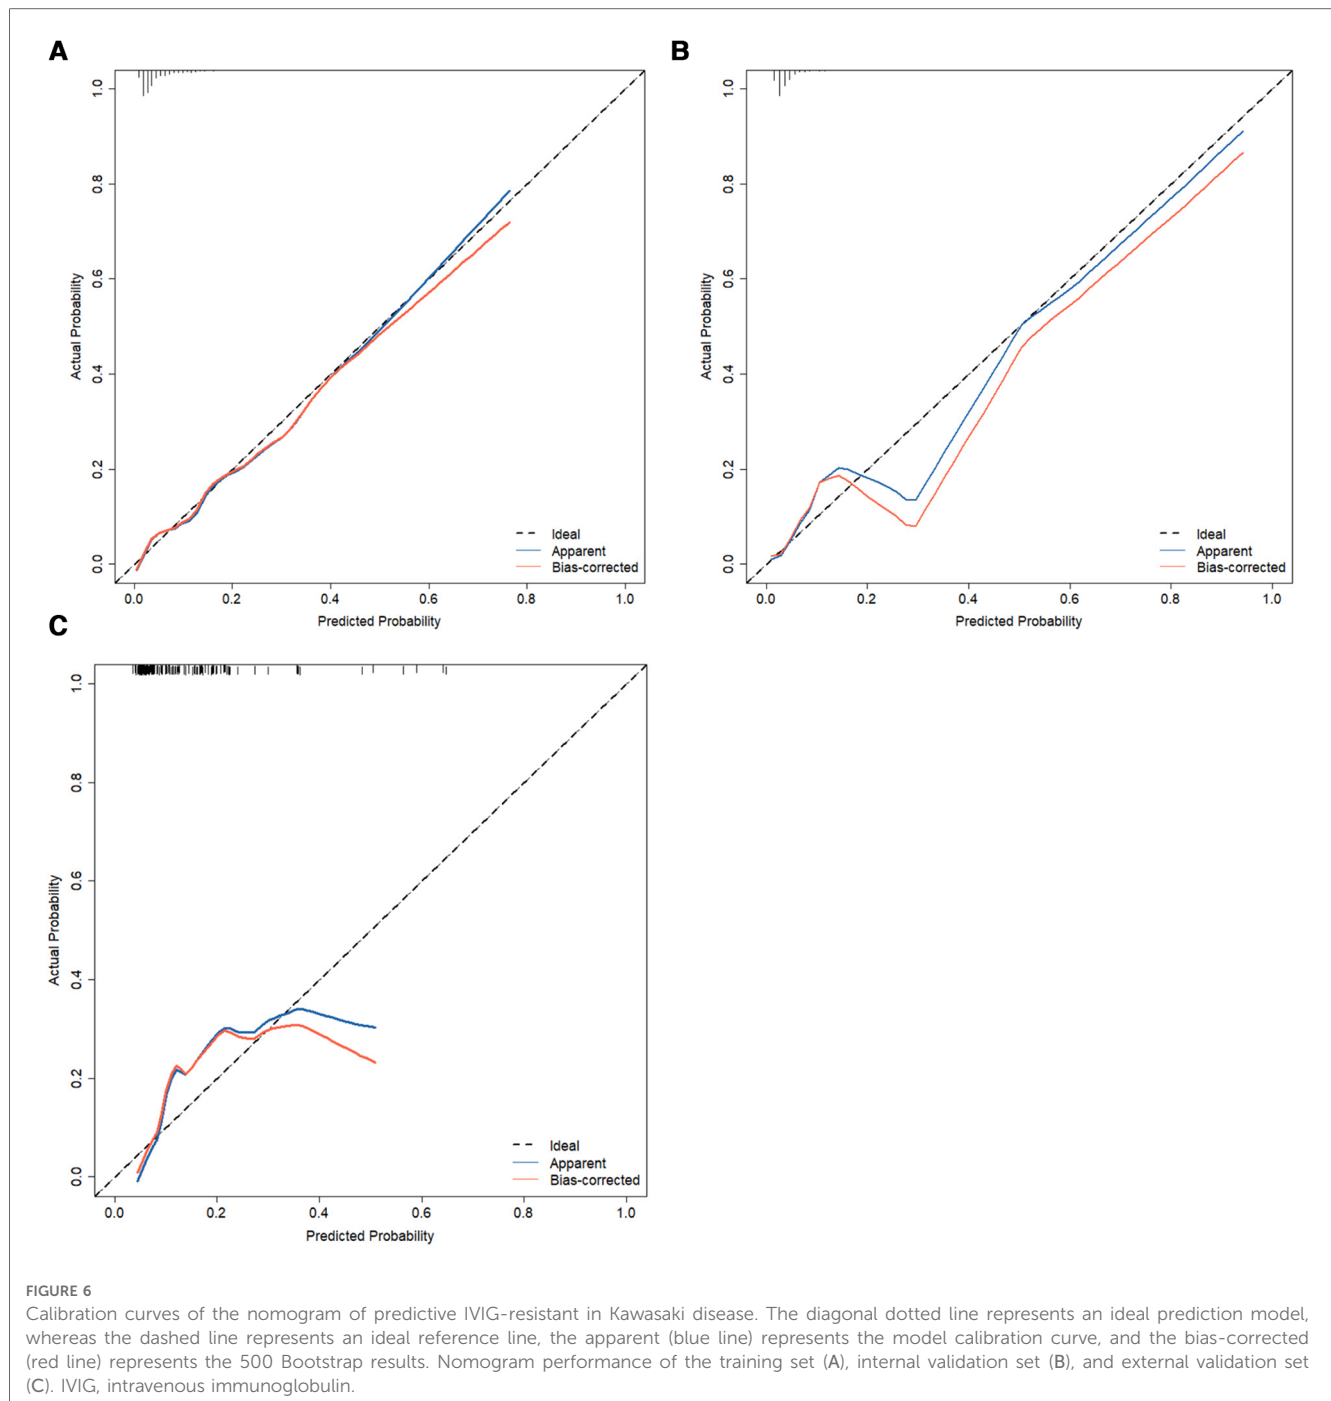 A
B
1.0
0.8
0.6
0.4
0.2
0.0
Actual Probability
Ideal
Apparent
Bias-corrected
0.0 0.2 0.4 0.6 0.8 1.0
Predicted Probability
1.0
0.8
0.6
0.4
0.2
0.0
Actual Probability
Ideal
Apparent
Bias-corrected
0.0 0.2 0.4 0.6 0.8 1.0
Predicted Probability
C
1.0
0.8
0.6
0.4
0.2
0.0
Actual Probability
Ideal
Apparent
Bias-corrected
0.0 0.2 0.4 0.6 0.8 1.0
Predicted Probability
FIGURE 6
Calibration curves of the nomogram of predictive IVIG-resistant in Kawasaki disease. The diagonal dotted line represents an ideal prediction model,
whereas the dashed line represents an ideal reference line, the apparent (blue line) represents the model calibration curve, and the bias-corrected
(red line) represents the 500 Bootstrap results. Nomogram performance of the training set (A), internal validation set (B), and external validation set
(C). IVIG, intravenous immunoglobulin.